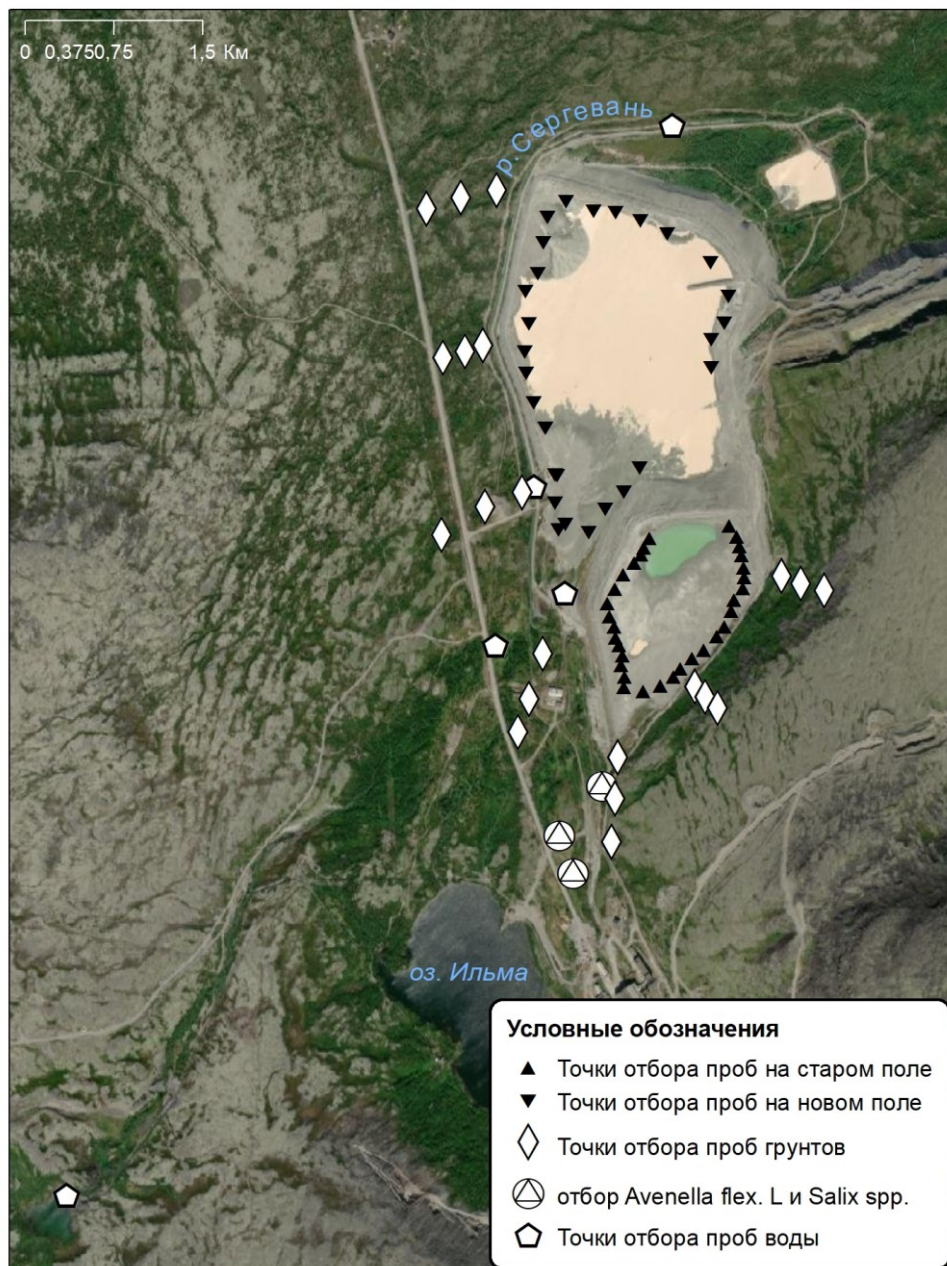 0 0,3750,75 1,5 Км
р.Сергевань
оз. Ильма
Условные обозначения
Точки отбора проб на старом поле
Точки отбора проб на новом поле
Точки отбора проб грунтов
отбор Avenella flex. L и Salix spp.
Точки отбора проб воды